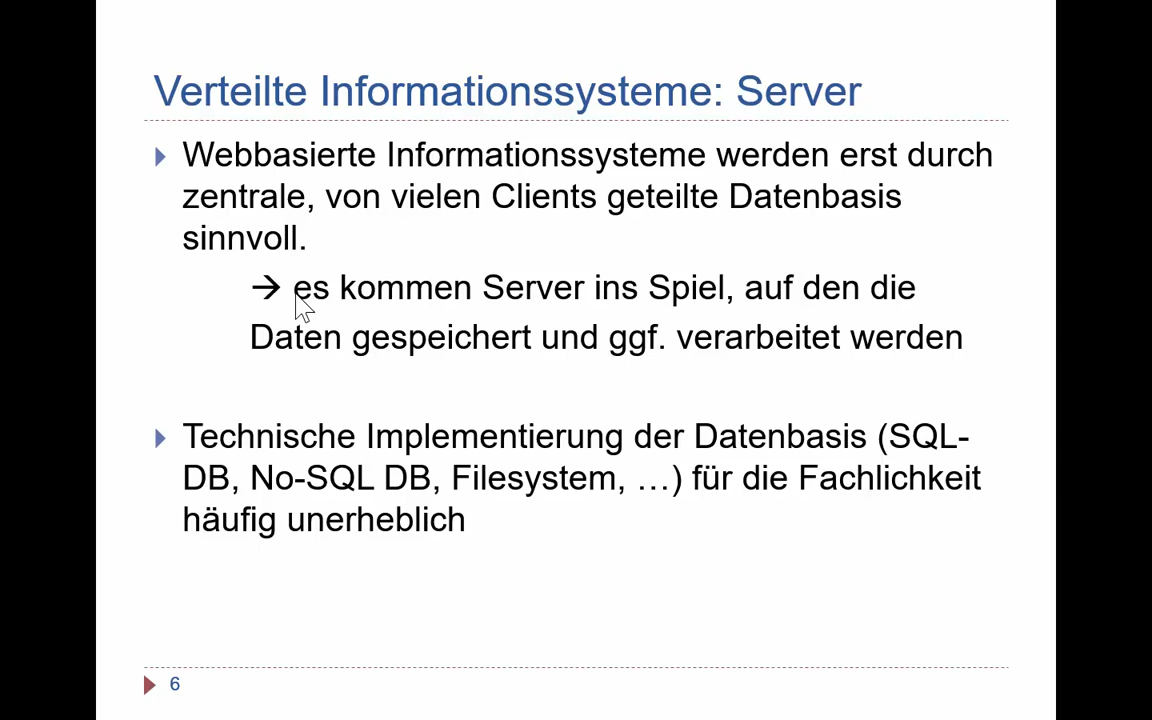 Verteilte Informationssysteme: Server
Webbasierte Informationssysteme werden erst durch
zentrale, von vielen Clients geteilte Datenbasis
sinnvoll.
→ es kommen Server ins Spiel, auf den die
Daten gespeichert und ggf. verarbeitet werden
Technische Implementierung der Datenbasis (SQL-
DB, No-SQL DB, Filesystem, …) für die Fachlichkeit
häufig unerheblich
6